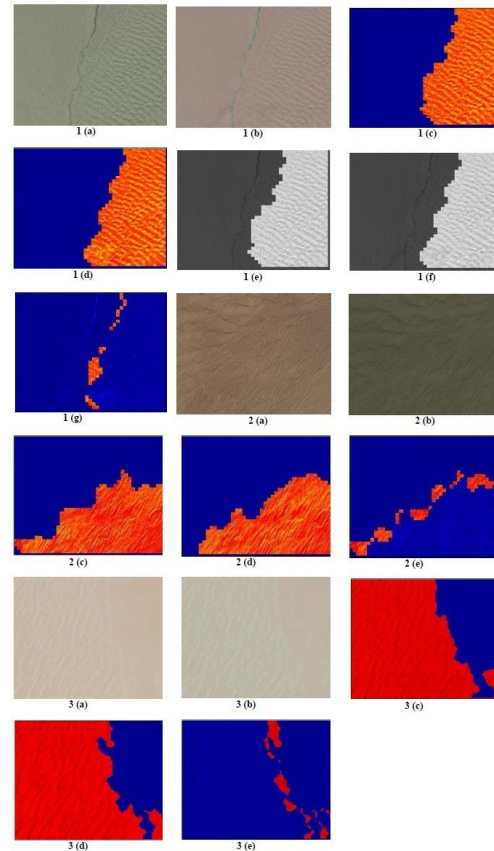 1 (a)
1 (b)
1 (c)
1 (d)
1 (e)
1 (f)
1 (g)
2 (a)
2 (b)
2 (c)
2 (d)
2 (e)
3 (a)
3 (b)
3 (c)
3 (d)
3 (e)